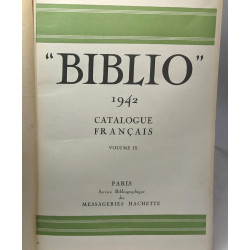 "BIBLIO"
1942
CATALOGUE
FRANÇAIS
VOLUME IX
PARIS
Service Bibliographique
des
MESSAGERIES HACHETTE